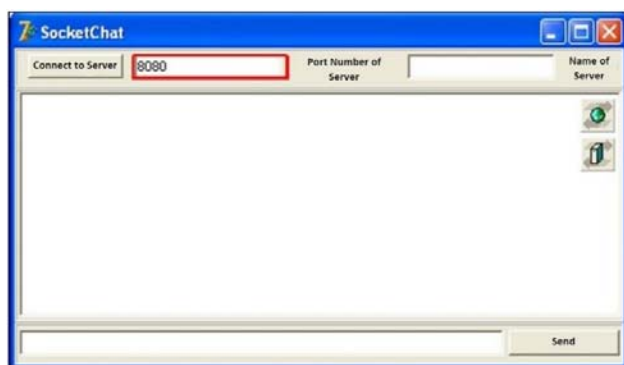 SocketChat
Connect to Server
8080
Port Number of
Server
Name of
Server
Send